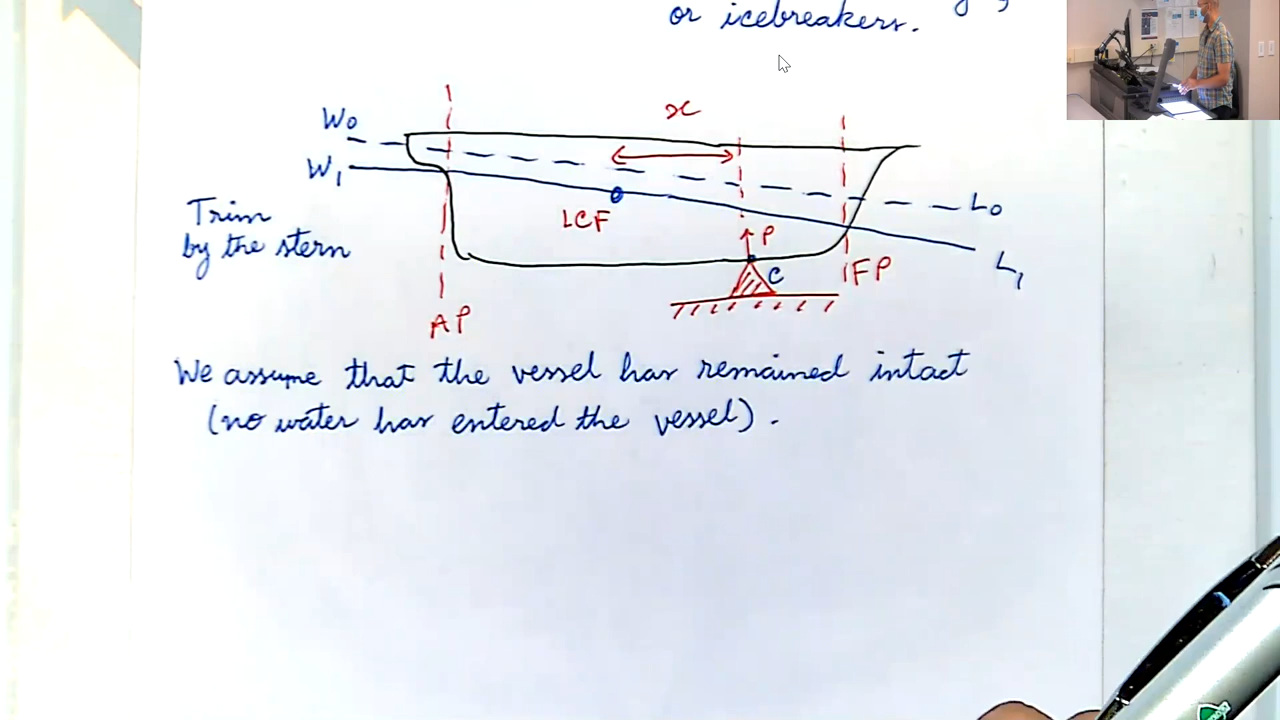 or icebreakers.
x
W0
W1
L0
LCF
P
Trim
by the stern
C
FP
L1
AP
We assume that the vessel has remained intact
(no water has entered the vessel).